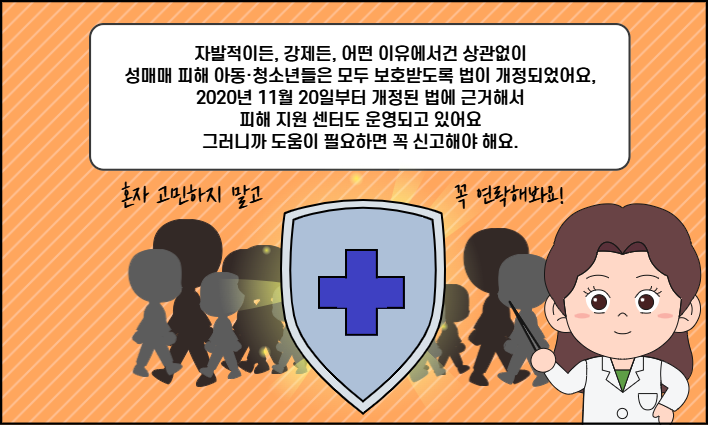 자발적이든, 강제든, 어떤 이유에서건 상관없이
성매매 피해 아동·청소년들은 모두 보호받도록 법이 개정되었어요,
2020년 11월 20일부터 개정된 법에 근거해서
피해 지원 센터도 운영되고 있어요
그러니까 도움이 필요하면 꼭 신고해야 해요.
혼자 고민하지 말고
꼭 연락해봐요!